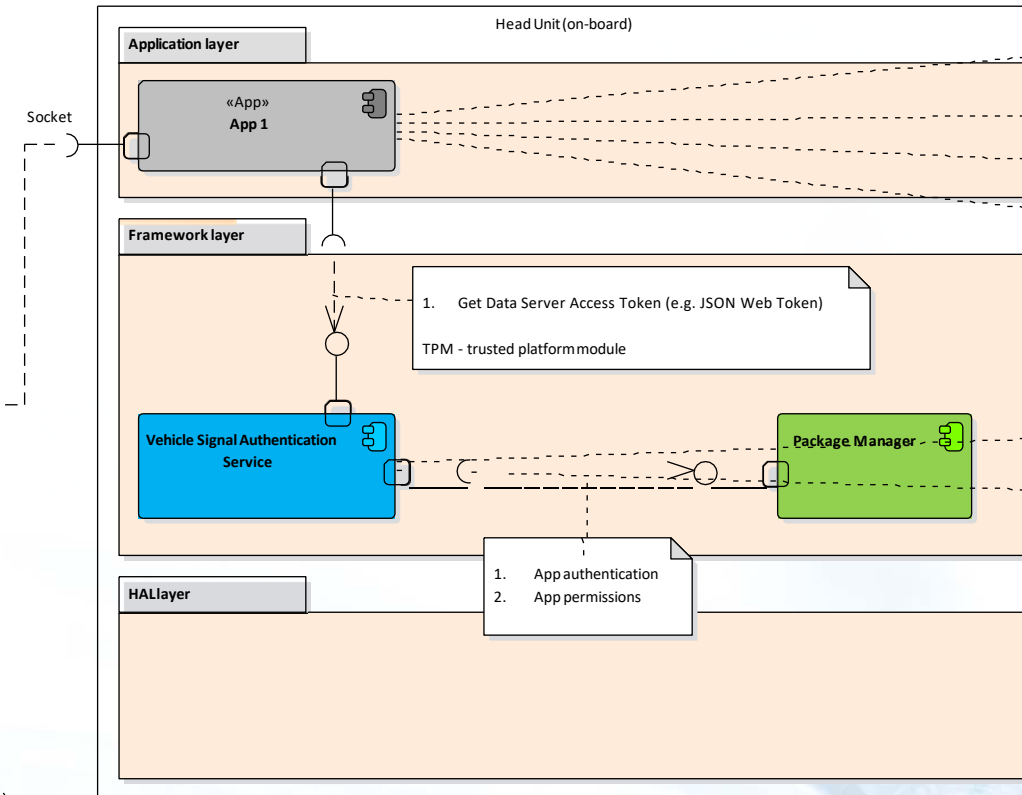 Head Unit (on-board)
Application layer
«App»
App 1
Socket
Framework layer
1. Get Data Server Access Token (e.g. JSON Web Token)
TPM - trusted platform module
Vehicle Signal Authentication
Service
Package Manager
1. App authentication
2. App permissions
HAL layer